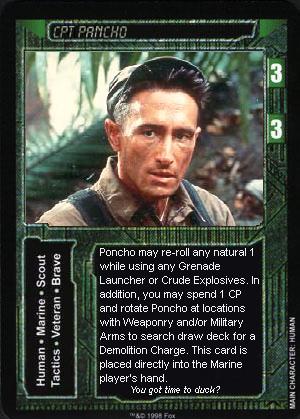 CPT PANCHO
3
3
Human • Marine • Scout
Tactics • Veteran • Brave
Poncho may re-roll any natural 1
while using any Grenade
Launcher or Crude Explosives. In
addition, you may spend 1 CP
and rotate Poncho at locations
with Weaponry and/or Military
Arms to search draw deck for a
Demolition Charge. This card is
placed directly into the Marine
player's hand.
You got time to duck?
MAIN CHARACTER: HUMAN
™&© 1998 Fox